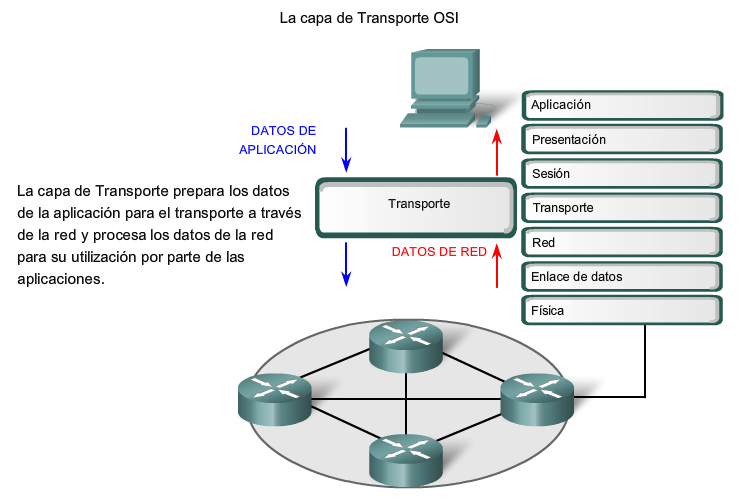 La capa de Transporte OSI
DATOS DE
APLICACIÓN
La capa de Transporte prepara los datos
de la aplicación para el transporte a través
de la red y procesa los datos de la red
para su utilización por parte de las
aplicaciones.
Transporte
DATOS DE RED
Aplicación
Presentación
Sesión
Transporte
Red
Enlace de datos
Física